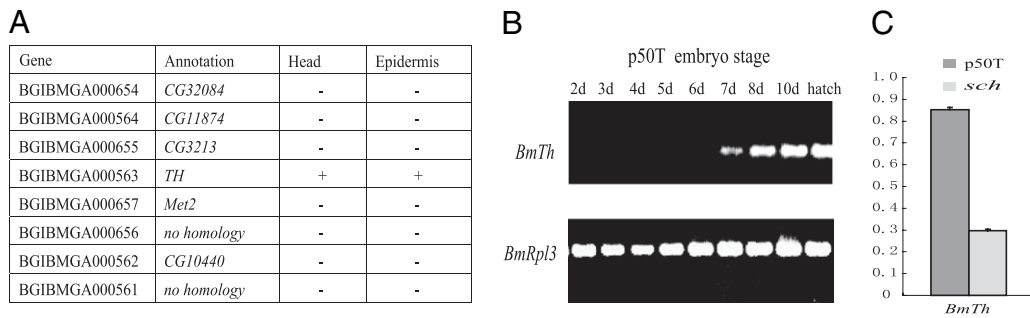 A
Gene Annotation Head Epidermis
BGIBMGA000654 CG32084 - -
BGIBMGA000564 CG11874 - -
BGIBMGA000655 CG3213 - -
BGIBMGA000563 TH + +
BGIBMGA000657 Met2 - -
BGIBMGA000656 no homology - -
BGIBMGA000562 CG10440 - -
BGIBMGA000561 no homology - -
B
p50T embryo stage
2d 3d 4d 5d 6d 7d 8d 10d hatch
BmTh
BmRpl3
C
p50T
sch
1.0
0.9
0.8
0.7
0.6
0.5
0.4
0.3
0.2
0.1
0
BmTh